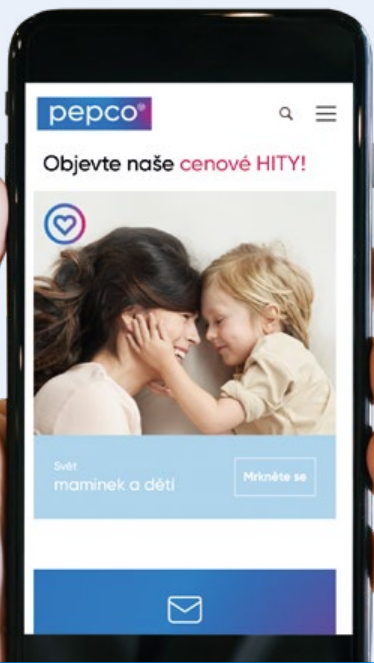 pepco®
Objevte naše cenové HITY!
Svět
maminek a dětí
Mrkněte se